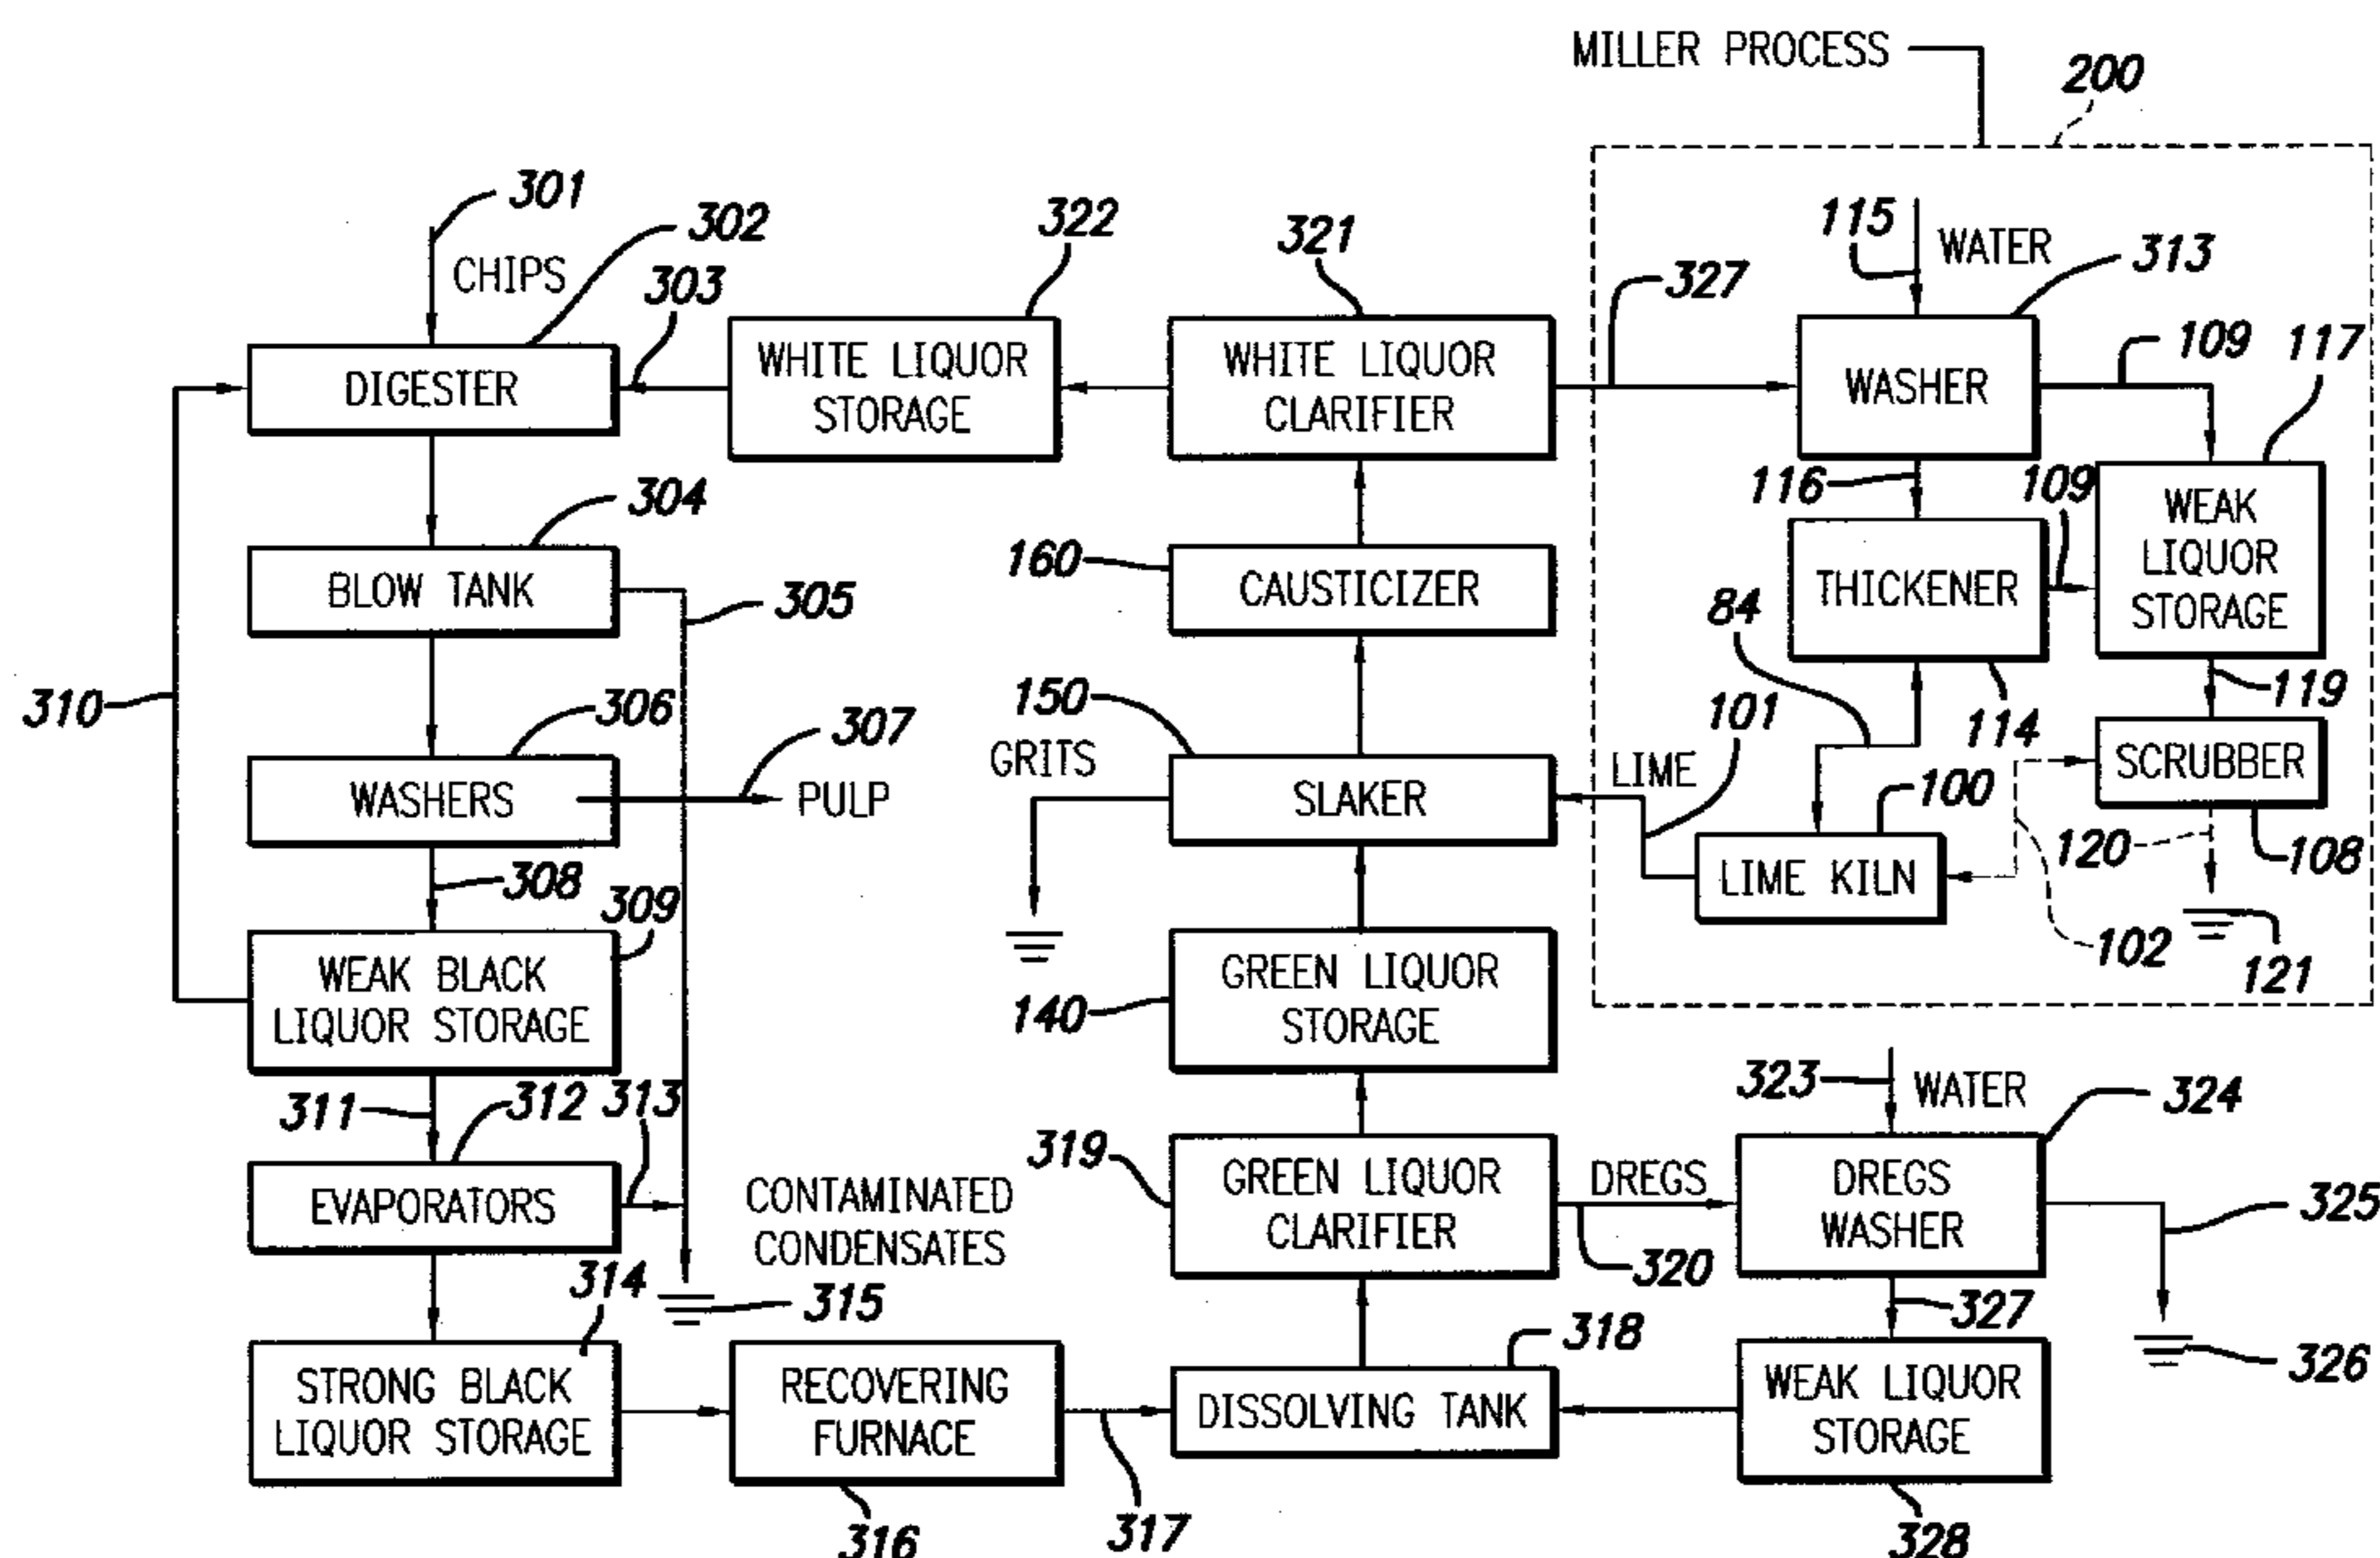 MILLER PROCESS
200
301
302
322
321
115
WATER
313
CHIPS
303
327
109
117
DIGESTER
WHITE LIQUOR
STORAGE
WHITE LIQUOR
CLARIFIER
WASHER
116
109
WEAK
LIQUOR
STORAGE
304
BLOW TANK
305
160
CAUSTICIZER
THICKENER
84
119
310
306
307
150
101
114
GRITS
LIME
SCRUBBER
WASHERS
PULP
SLAKER
100
LIME KILN
120
108
308
309
102
121
WEAK BLACK
LIQUOR STORAGE
140
GREEN LIQUOR
STORAGE
311
312
313
323
WATER
324
319
GREEN LIQUOR
CLARIFIER
DREGS
DREGS
WASHER
325
EVAPORATORS
CONTAMINATED
CONDENSATES
320
314
315
318
327
326
STRONG BLACK
LIQUOR STORAGE
RECOVERING
FURNACE
DISSOLVING TANK
WEAK LIQUOR
STORAGE
316
317
328